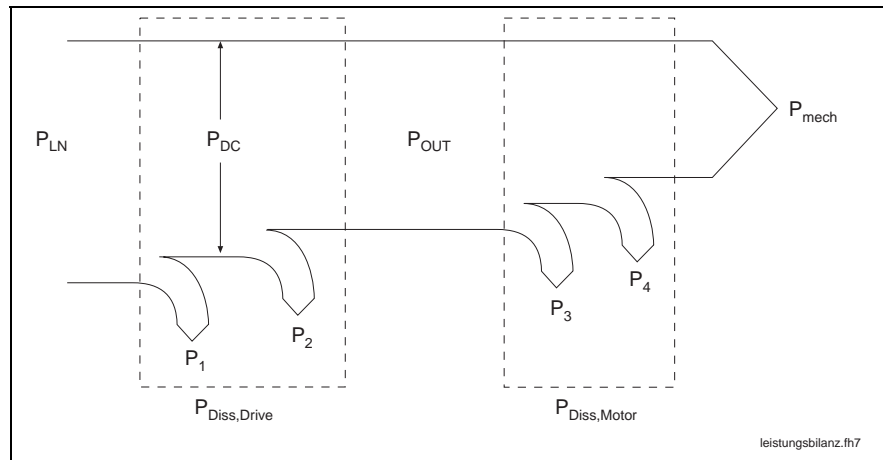 P_LN
P_DC
P_OUT
P_mech
P_1
P_2
P_3
P_4
P_Diss,Drive
P_Diss,Motor
leistungsbilanz.fh7